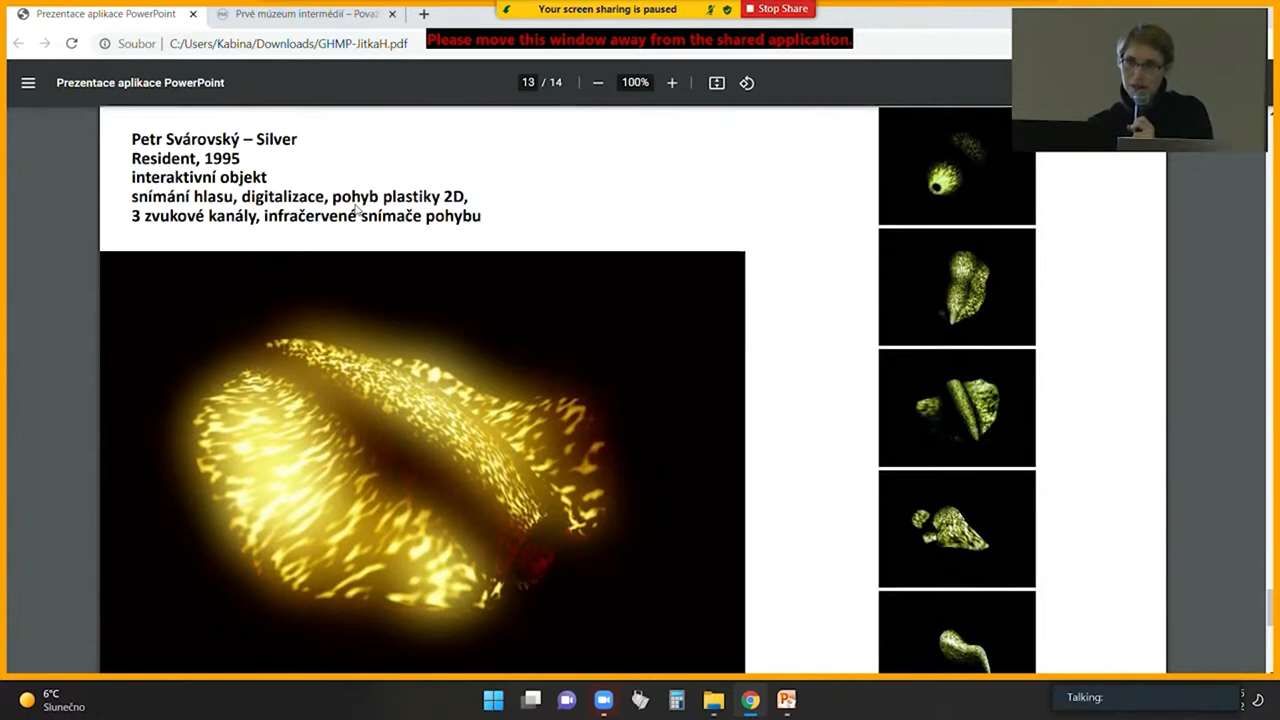 Prezentace aplikace PowerPoint
Prvé múzeum intermédií – Považ
Your screen sharing is paused
Stop Share
Soubor
C:/Users/Kabina/Downloads/GHMP-JitkaH.pdf
Please move this window away from the shared application.
Prezentace aplikace PowerPoint
13 / 14
100%
Petr Svárovský – Silver
Resident, 1995
interaktivní objekt
snímání hlasu, digitalizace, pohyb plastiky 2D,
3 zvukové kanály, infračervené snímače pohybu
6°C
Slunečno
Talking: